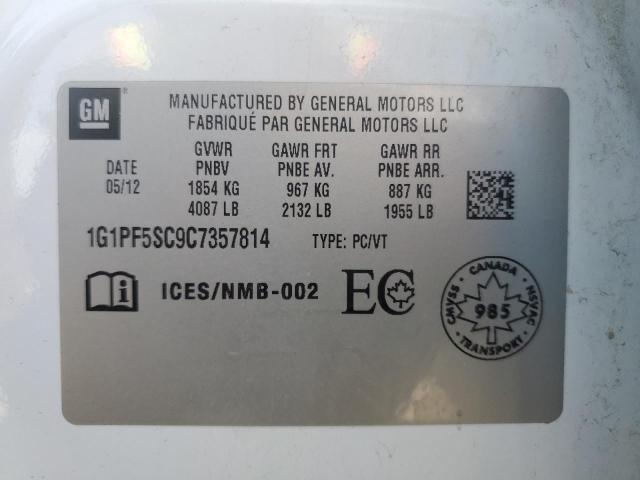 GM ®
MANUFACTURED BY GENERAL MOTORS LLC
FABRIQUÉ PAR GENERAL MOTORS LLC
GVWR GAWR FRT GAWR RR
DATE PNBV PNBE AV. PNBE ARR.
05/12 1854 KG 967 KG 887 KG
4087 LB 2132 LB 1955 LB
1G1PF5SC9C7357814 TYPE: PC/VT
i ICES/NMB-002 EC
CANADA
CMVSS 985 NSVAC
TRANSPORT